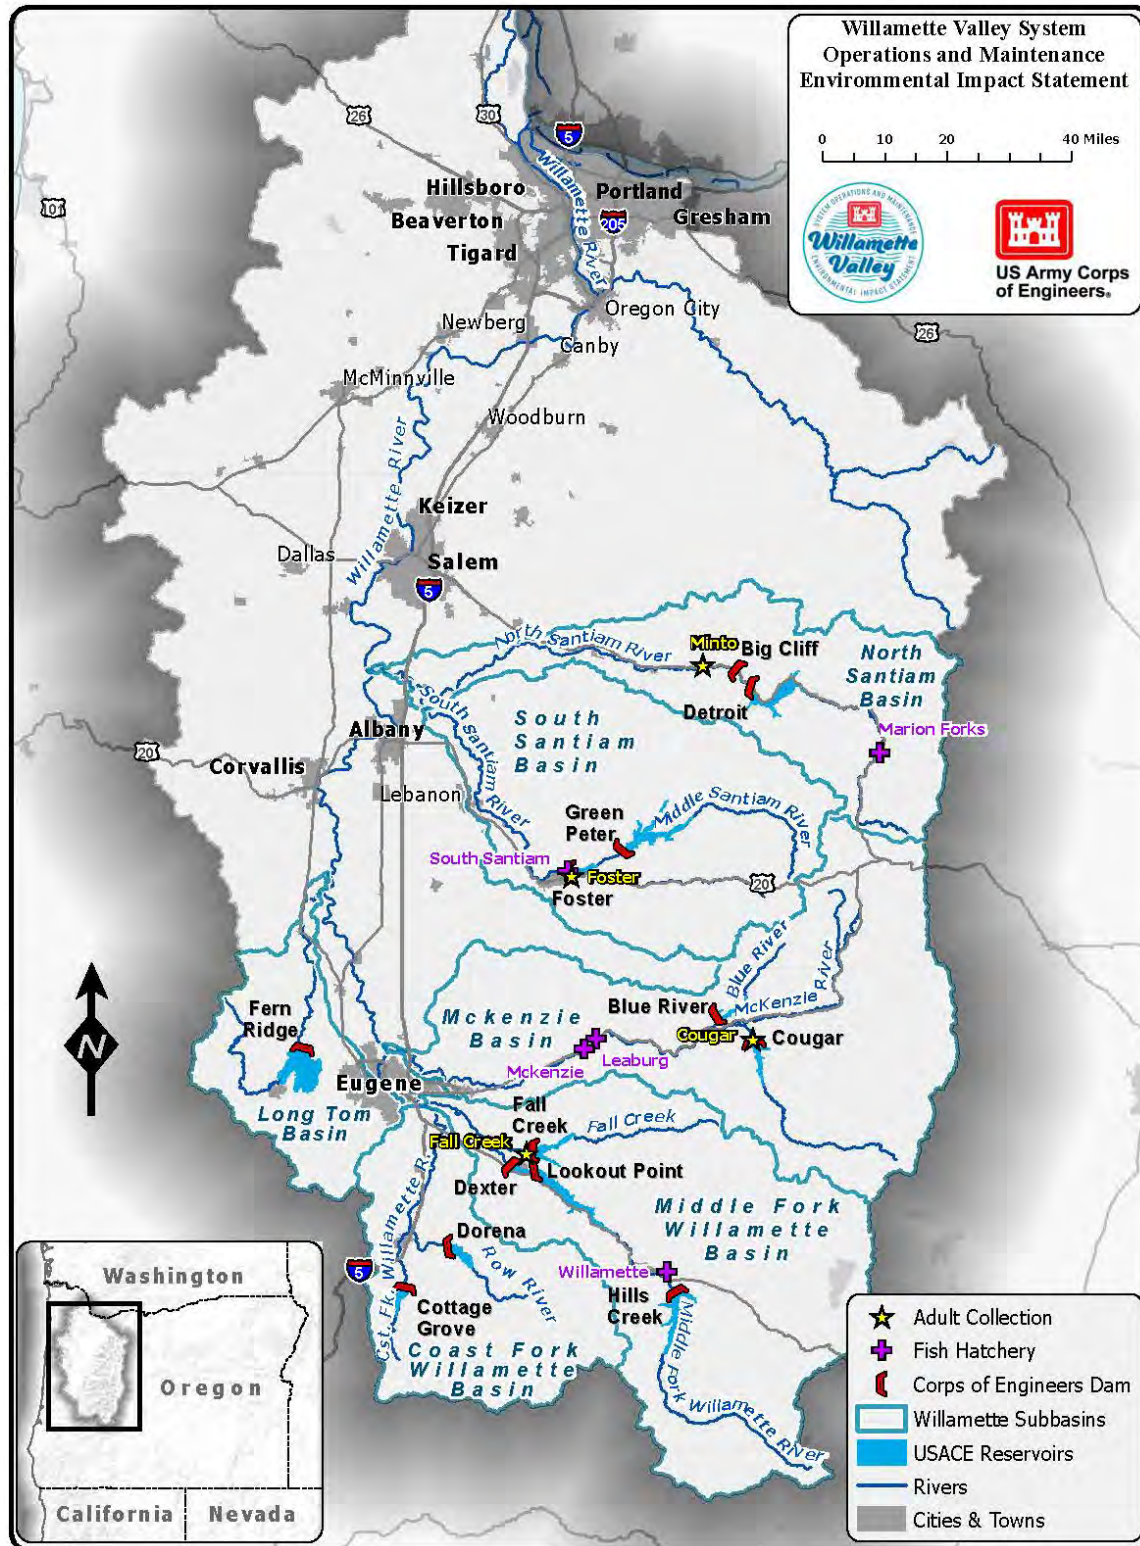 Willamette Valley System
Operations and Maintenance
Environmental Impact Statement
0 10 20 40 Miles
SYSTEM OPERATIONS AND MAINTENANCE
Willamette
Valley
ENVIRONMENTAL IMPACT STATEMENT
US Army Corps
of Engineers®
26
30
5
101
Hillsboro
Portland
Beaverton
205
Gresham
Tigard
Willamette River
Oregon City
Newberg
Canby
26
McMinnville
Woodburn
Willamette River
Keizer
Dallas
Salem
5
North Santiam River
Minto
Big Cliff
North
Santiam
Basin
Detroit
Marion Forks
South Santiam River
South
Santiam
Basin
Albany
20
Corvallis
Lebanon
Green
Peter
Middle Santiam River
South Santiam
Foster
Foster
20
Blue River
McKenzie River
Blue River
Fern
Ridge
Mckenzie
Basin
Cougar
Cougar
Leaburg
Mckenzie
N
Eugene
Long Tom
Basin
Fall
Creek
Fall Creek
Fall Creek
Lookout Point
Dexter
Cst. Fk. Willamette R.
Middle Fork
Willamette
Basin
Dorena
Row River
5
Willamette
Hills
Creek
Cottage
Grove
Coast Fork
Willamette
Basin
Middle Fork Willamette River
Washington
Oregon
California
Nevada
Adult Collection
Fish Hatchery
Corps of Engineers Dam
Willamette Subbasins
USACE Reservoirs
Rivers
Cities & Towns